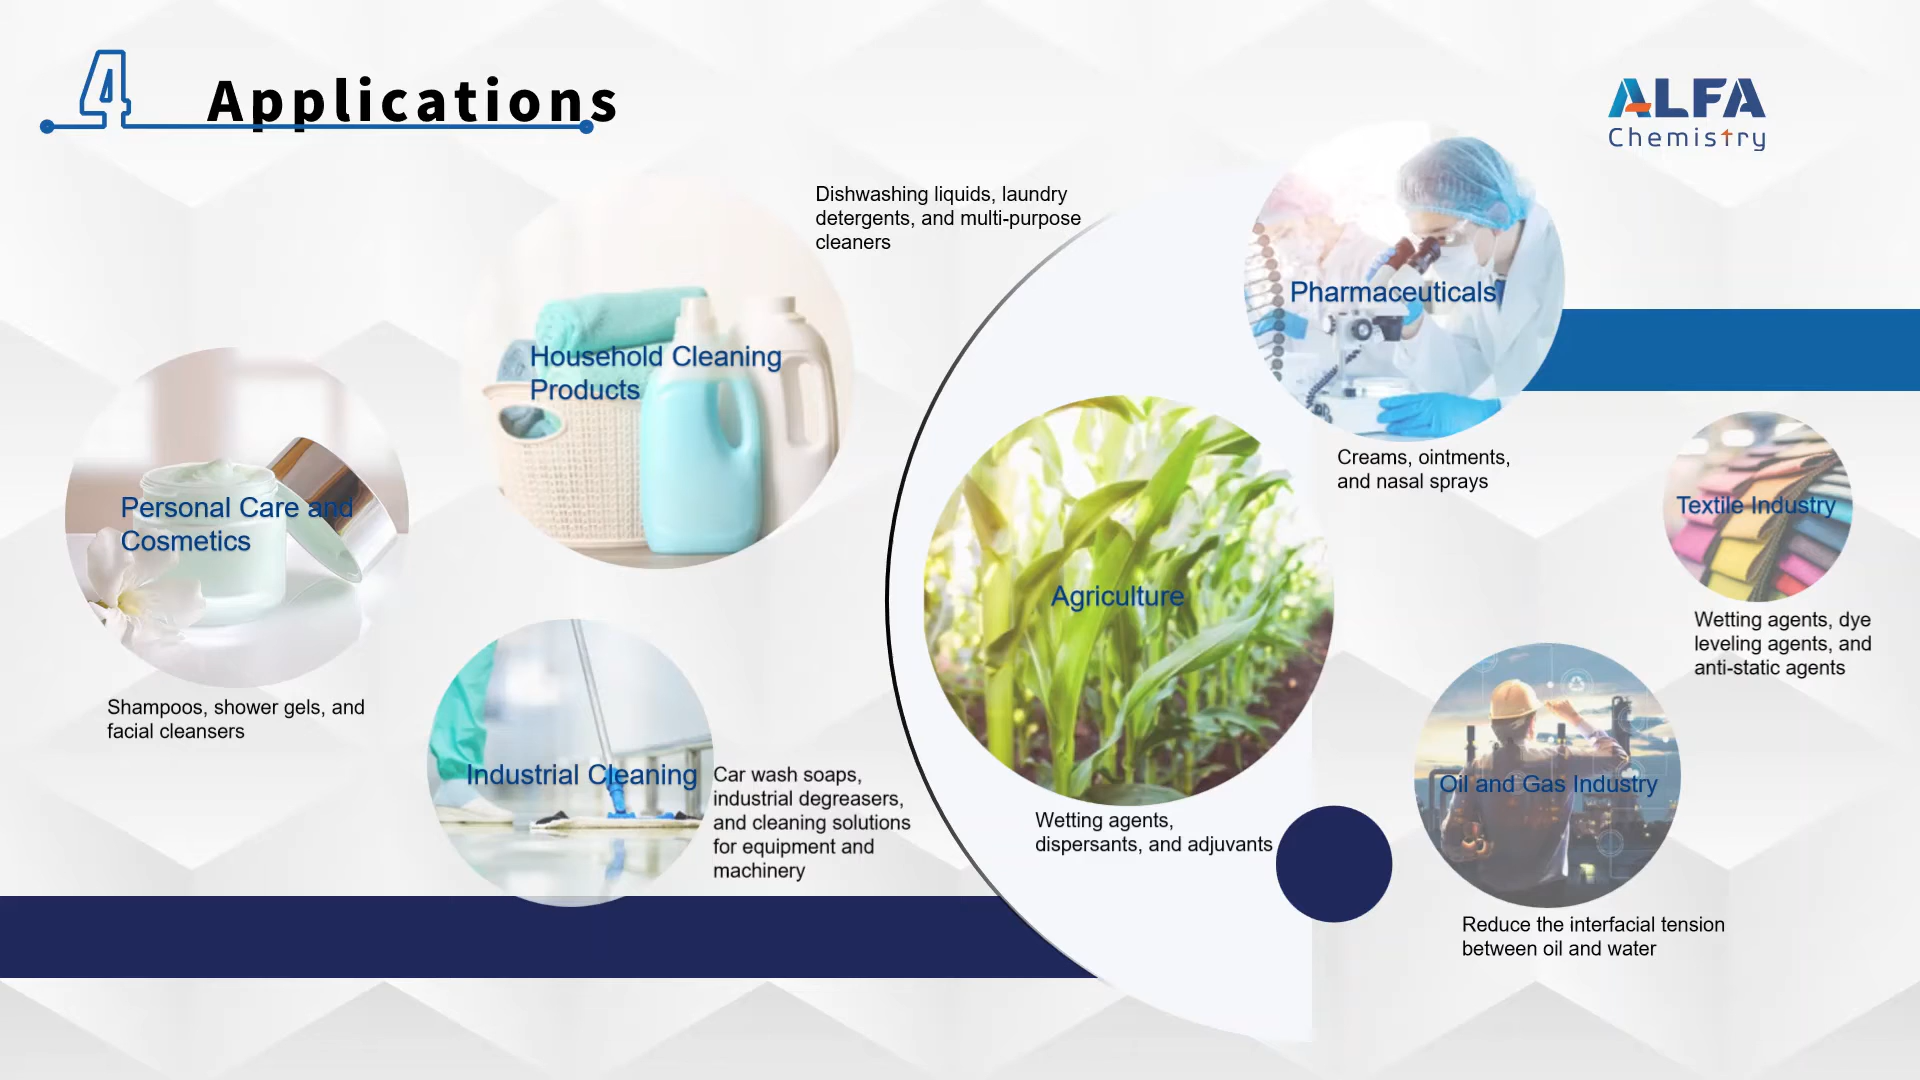 4
Applications
ALFA
Chemistry
Dishwashing liquids, laundry
detergents, and multi-purpose
cleaners
Household Cleaning
Products
Personal Care and
Cosmetics
Shampoos, shower gels, and
facial cleansers
Industrial Cleaning
Car wash soaps,
industrial degreasers,
and cleaning solutions
for equipment and
machinery
Agriculture
Wetting agents,
dispersants, and adjuvants
Pharmaceuticals
Creams, ointments,
and nasal sprays
Textile Industry
Wetting agents, dye
leveling agents, and
anti-static agents
Oil and Gas Industry
Reduce the interfacial tension
between oil and water